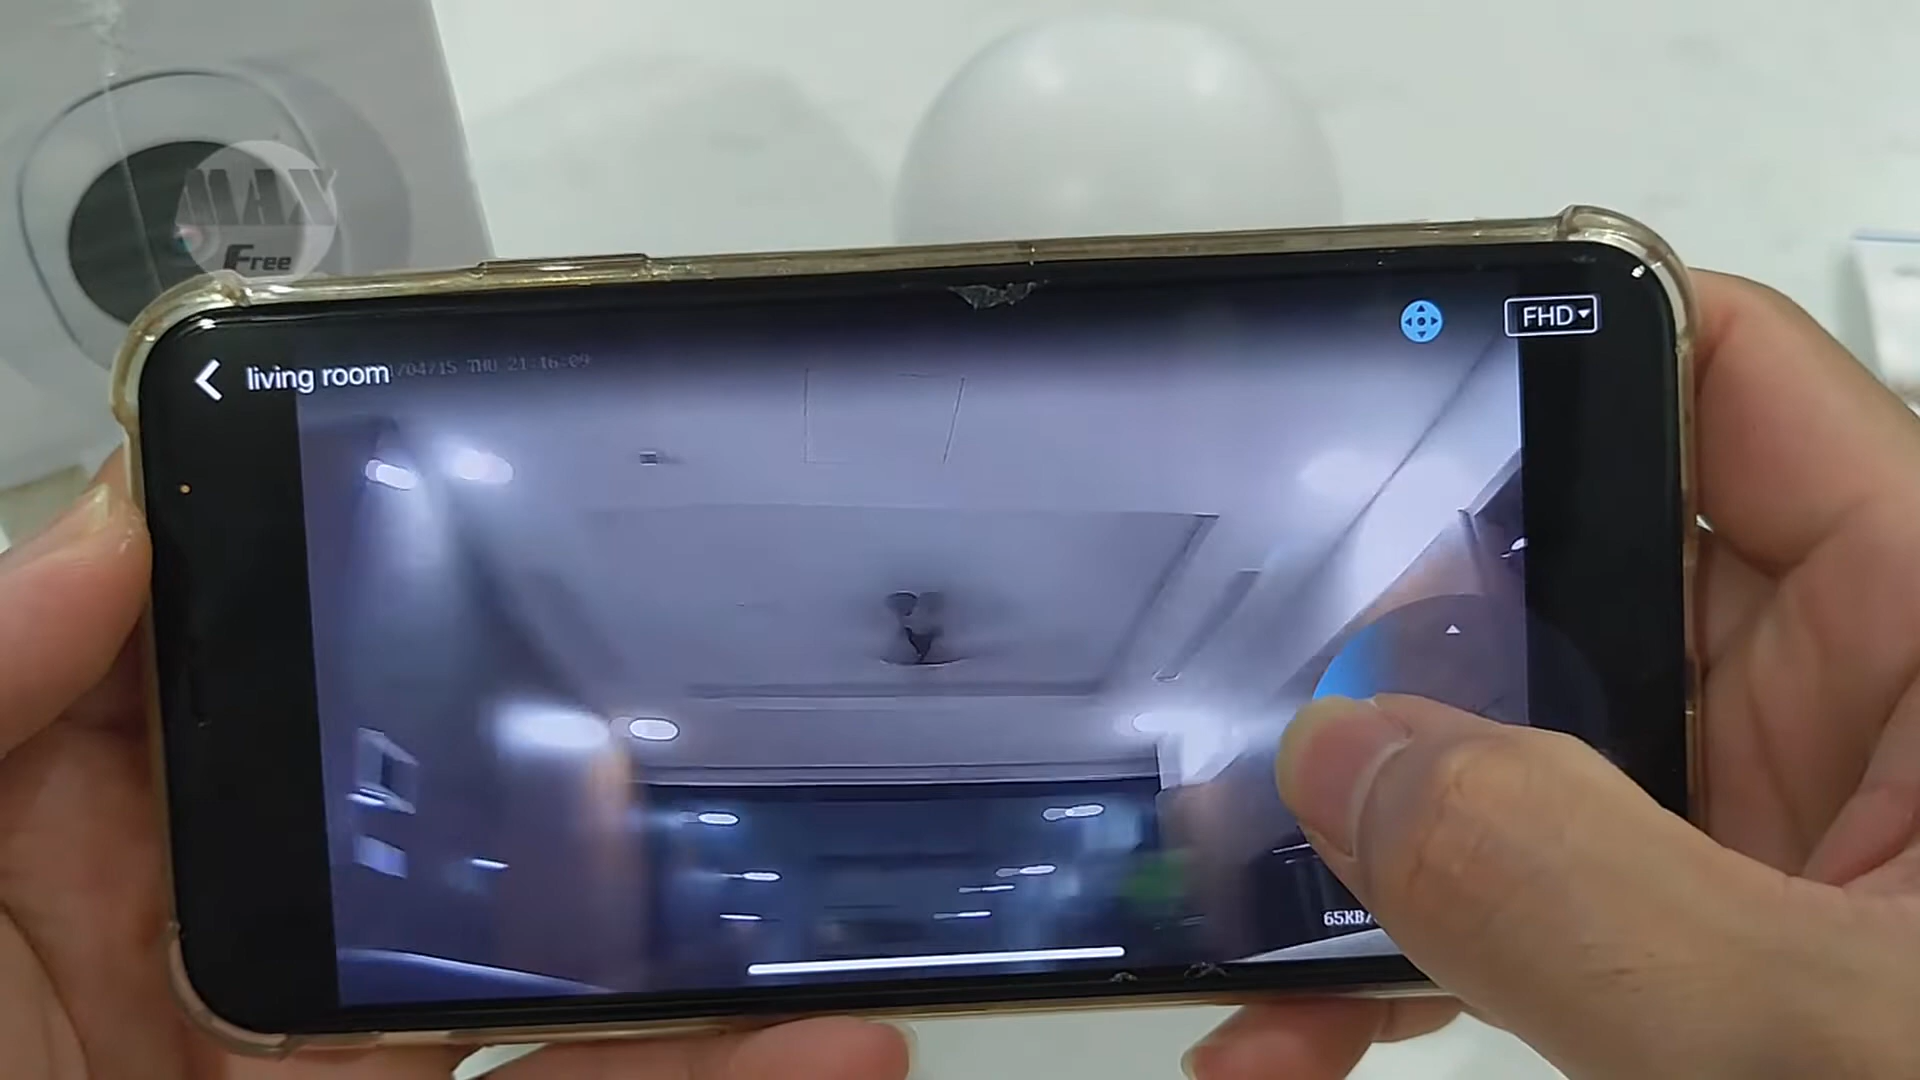 MAX
Free
FHD
living room
/04/15 THU 21:16:09
65KB/